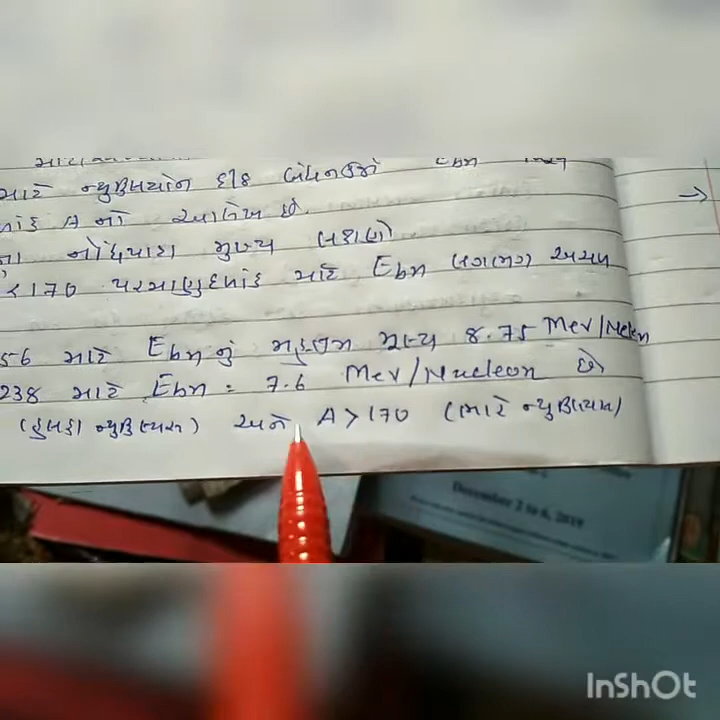 માટે ન્યુક્લિયોન દીઠ બંધનઊર્જા Ebn
A નો આલેખ છે.
નોંધપાત્ર મુખ્ય લક્ષણો
<170 પરમાણુદળાંક માટે Ebn લગભગ અચળ
56 માટે Ebn નું મહત્તમ મૂલ્ય 8.75 Mev/Nucleon
238 માટે Ebn = 7.6 Mev/Nucleon છે
(હલકા ન્યુક્લિયસ) અને A > 170 (ભારે ન્યુક્લિયસ)
→
December 2 to 6, 2019
InShOt